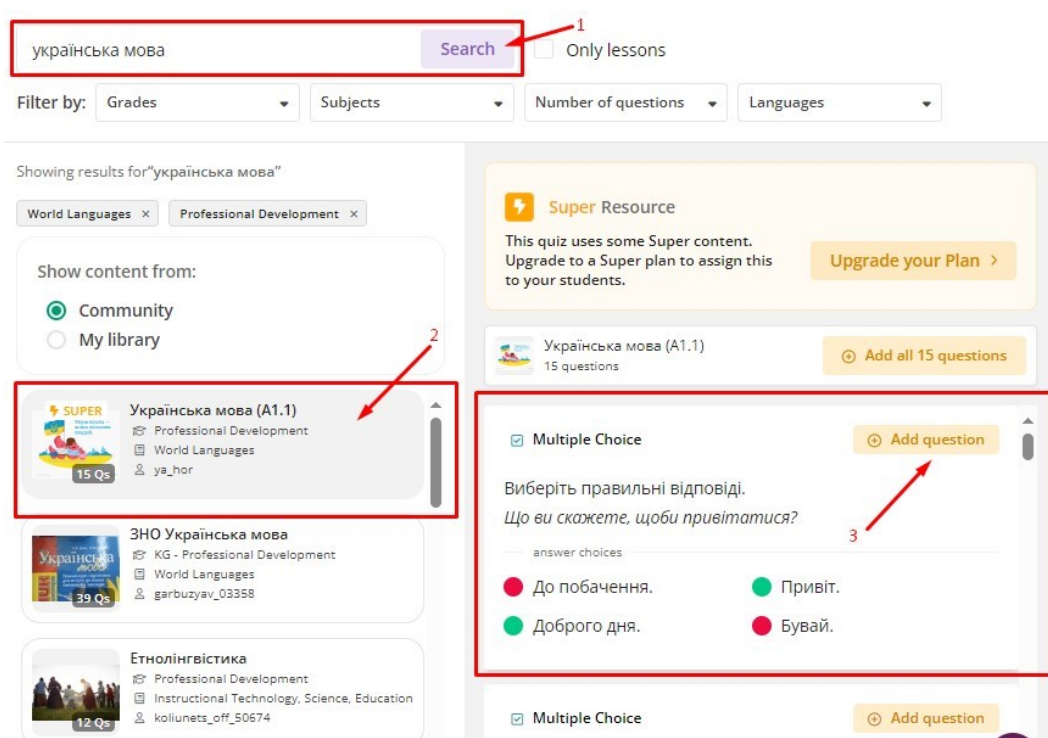 1
українська мова
Search
Only lessons
Filter by:
Grades
Subjects
Number of questions
Languages
Showing results for"українська мова"
World Languages ×
Professional Development ×
Show content from:
Community
My library
2
SUPER
15 Qs
Українська мова (A1.1)
Professional Development
World Languages
ya_hor
Українська
мова
39 Qs
ЗНО Українська мова
KG - Professional Development
World Languages
garbuzyav_03358
12 Qs
Етнолінгвістика
Professional Development
Instructional Technology, Science, Education
koliunets_off_50674
Super Resource
This quiz uses some Super content.
Upgrade to a Super plan to assign this
to your students.
Upgrade your Plan >
Українська мова (A1.1)
15 questions
Add all 15 questions
Multiple Choice
Add question
Виберіть правильні відповіді.
Що ви скажете, щоби привітатися?
3
answer choices
До побачення.
Привіт.
Доброго дня.
Бувай.
Multiple Choice
Add question